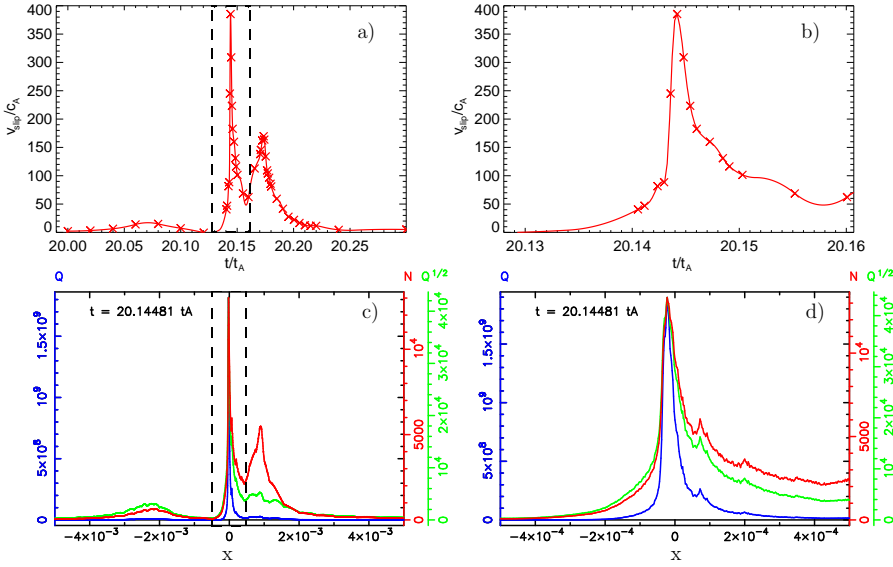 a)
400
350
300
250
200
150
100
50
0
v_slip/c_A
20.00 20.05 20.10 20.15 20.20 20.25
t/t_A
b)
400
350
300
250
200
150
100
50
0
v_slip/c_A
20.13 20.14 20.15 20.16
t/t_A
Q N Q^1/2
t = 20.14481 tA c)
1.5×10^9
10^9
5×10^8
0
10^4
5000
0
4×10^4
3×10^4
2×10^4
10^4
0
−4×10^−3 −2×10^−3 0 2×10^−3 4×10^−3
x
Q N Q^1/2
t = 20.14481 tA d)
1.5×10^9
10^9
5×10^8
0
10^4
5000
0
4×10^4
3×10^4
2×10^4
10^4
0
−4×10^−4 −2×10^−4 0 2×10^−4 4×10^−4
x